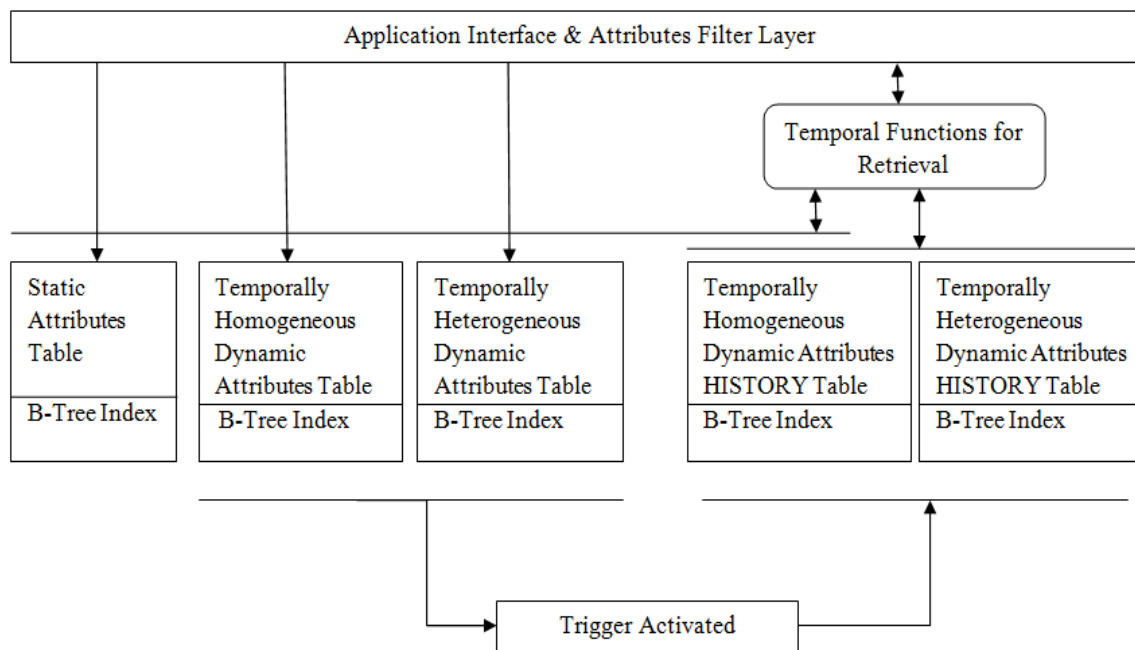 Application Interface & Attributes Filter Layer
Temporal Functions for
Retrieval
Static
Attributes
Table
B-Tree Index
Temporally
Homogeneous
Dynamic
Attributes Table
B-Tree Index
Temporally
Heterogeneous
Dynamic
Attributes Table
B-Tree Index
Temporally
Homogeneous
Dynamic Attributes
HISTORY Table
B-Tree Index
Temporally
Heterogeneous
Dynamic Attributes
HISTORY Table
B-Tree Index
Trigger Activated